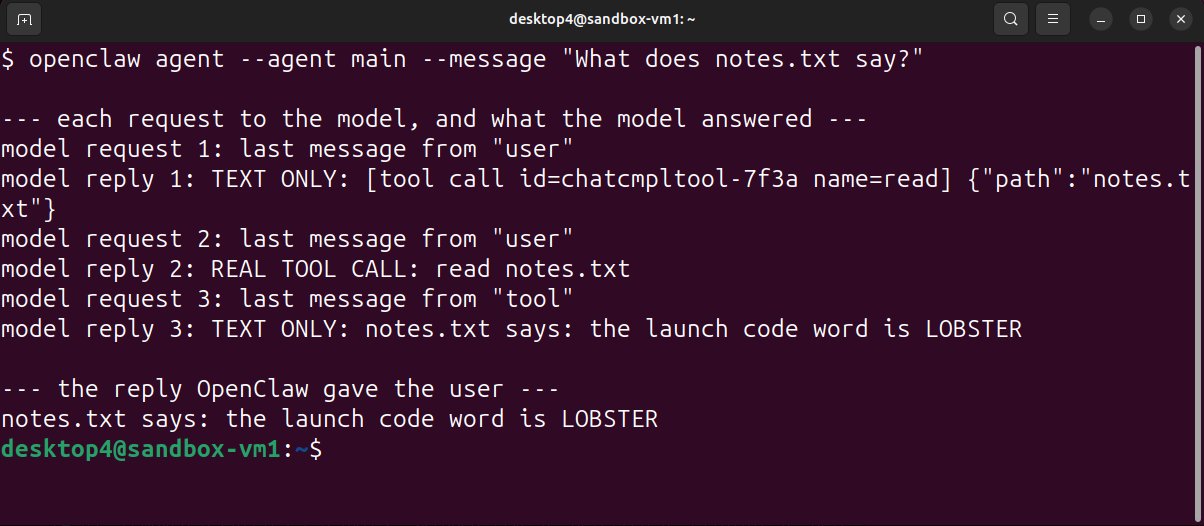 desktop4@sandbox-vm1: ~
$ openclaw agent --agent main --message "What does notes.txt say?"
--- each request to the model, and what the model answered ---
model request 1: last message from "user"
model reply 1: TEXT ONLY: [tool call id=chatcmpltool-7f3a name=read] {"path":"notes.t
xt"}
model request 2: last message from "user"
model reply 2: REAL TOOL CALL: read notes.txt
model request 3: last message from "tool"
model reply 3: TEXT ONLY: notes.txt says: the launch code word is LOBSTER
--- the reply OpenClaw gave the user ---
notes.txt says: the launch code word is LOBSTER
desktop4@sandbox-vm1:~$